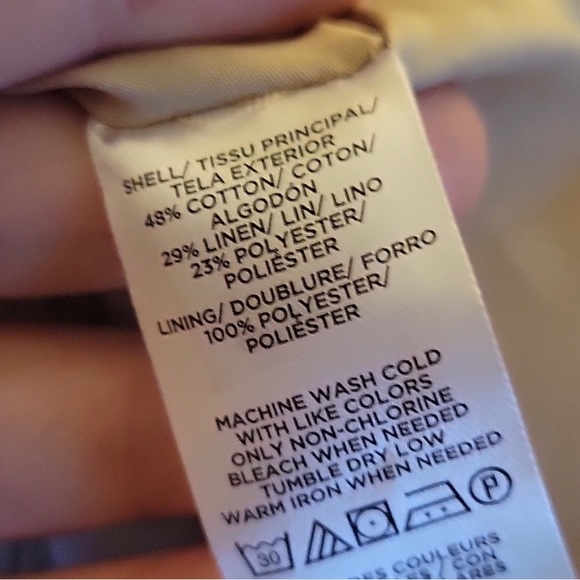 SHELL/ TISSU PRINCIPAL/
TELA EXTERIOR
48% COTTON/ COTON/
ALGODÓN
29% LINEN/ LIN/ LINO
23% POLYESTER/
POLIÉSTER
LINING/ DOUBLURE/ FORRO
100% POLYESTER/
POLIÉSTER
MACHINE WASH COLD
WITH LIKE COLORS
ONLY NON-CHLORINE
BLEACH WHEN NEEDED
TUMBLE DRY LOW
WARM IRON WHEN NEEDED
30 P
COULEURS
/ CON